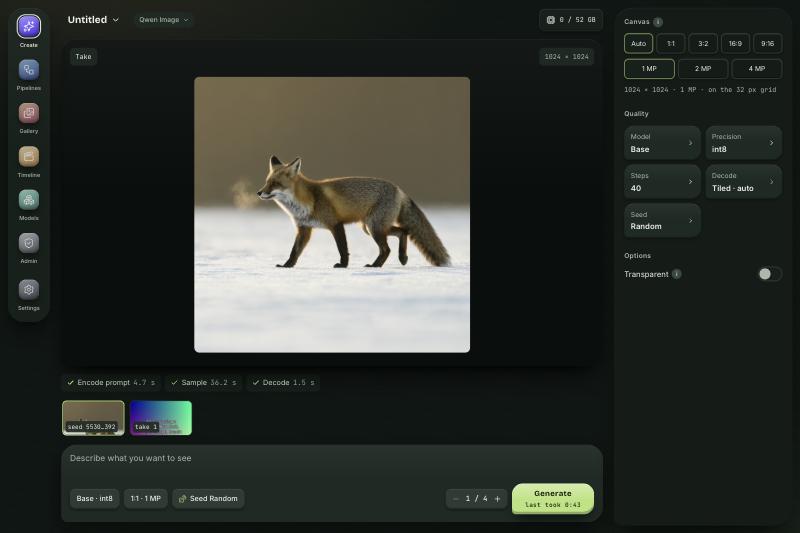 Create
Pipelines
Gallery
Timeline
Models
Admin
Settings
Untitled
Qwen Image
0 / 52 GB
Take
1024 × 1024
Encode prompt 4.7 s
Sample 36.2 s
Decode 1.5 s
seed 5530…392
take 1
Describe what you want to see
Base · int8
1:1 · 1 MP
Seed Random
− 1 / 4 +
Generate
last took 0:43
Canvas i
Auto
1:1
3:2
16:9
9:16
1 MP
2 MP
4 MP
1024 × 1024 · 1 MP · on the 32 px grid
Quality
Model
Base
Precision
int8
Steps
40
Decode
Tiled · auto
Seed
Random
Options
Transparent i